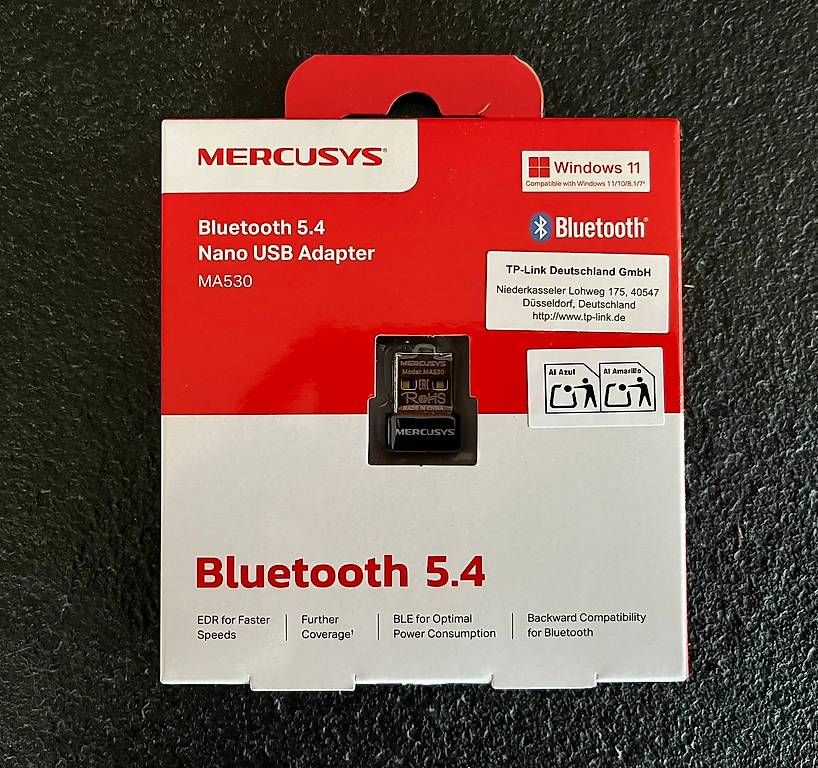 MERCUSYS®
Windows 11
Compatible with Windows 11/10/8.1/7*
Bluetooth 5.4
Nano USB Adapter
MA530
Bluetooth®
TP-Link Deutschland GmbH
Niederkasseler Lohweg 175, 40547
Düsseldorf, Deutschland
http://www.tp-link.de
Al Azul
Al Amarillo
MERCUSYS
Model: MA530
EAC
RoHS
MADE IN CHINA
MERCUSYS
Bluetooth 5.4
EDR for Faster
Speeds
Further
Coverage¹
BLE for Optimal
Power Consumption
Backward Compatibility
for Bluetooth